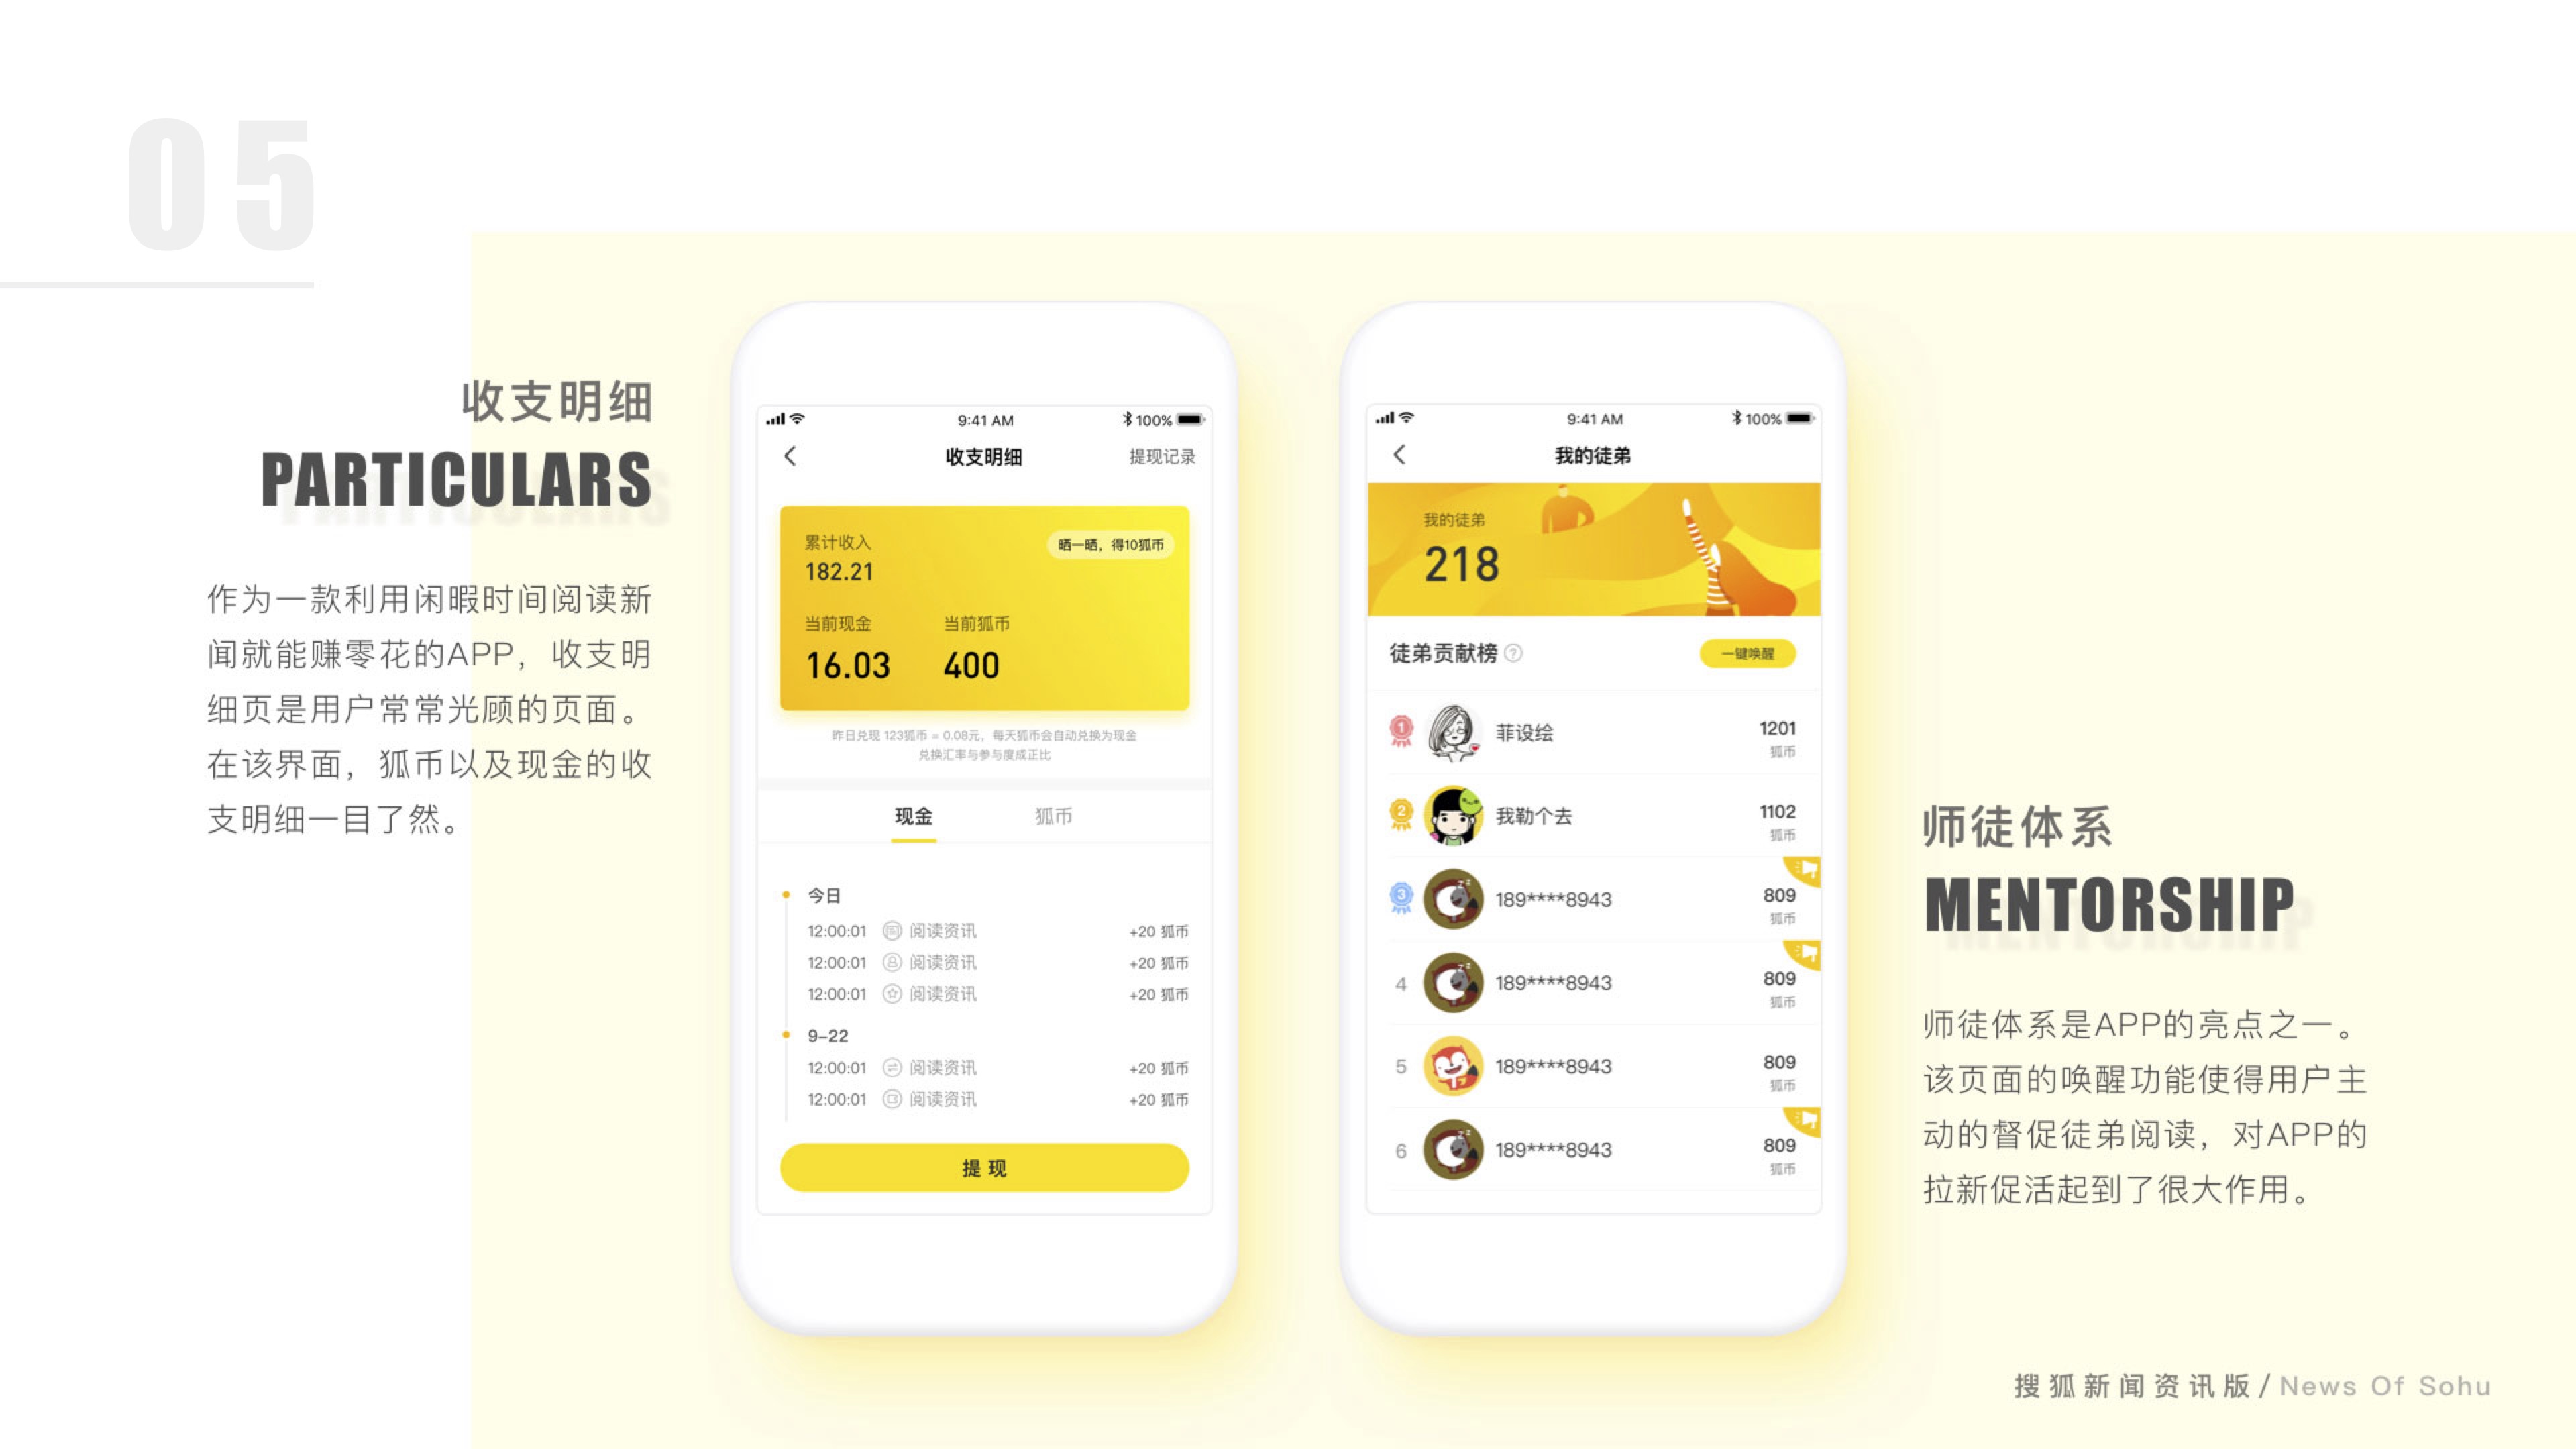 05
收支明细
PARTICULARS
作为一款利用闲暇时间阅读新
闻就能赚零花的APP，收支明
细页是用户常常光顾的页面。
在该界面，狐币以及现金的收
支明细一目了然。
9:41 AM
100%
收支明细
提现记录
累计收入
晒一晒，得10狐币
182.21
当前现金
当前狐币
16.03
400
昨日兑现 123狐币 = 0.08元，每天狐币会自动兑换为现金
兑换汇率与参与度成正比
现金
狐币
今日
12:00:01 阅读资讯 +20 狐币
12:00:01 阅读资讯 +20 狐币
12:00:01 阅读资讯 +20 狐币
9-22
12:00:01 阅读资讯 +20 狐币
12:00:01 阅读资讯 +20 狐币
提 现
9:41 AM
100%
我的徒弟
我的徒弟
218
徒弟贡献榜 ?
一键唤醒
1 菲设绘 1201
狐币
2 我勒个去 1102
狐币
3 189****8943 809
狐币
4 189****8943 809
狐币
5 189****8943 809
狐币
6 189****8943 809
狐币
师徒体系
MENTORSHIP
师徒体系是APP的亮点之一。
该页面的唤醒功能使得用户主
动的督促徒弟阅读，对APP的
拉新促活起到了很大作用。
搜狐新闻资讯版/News Of Sohu